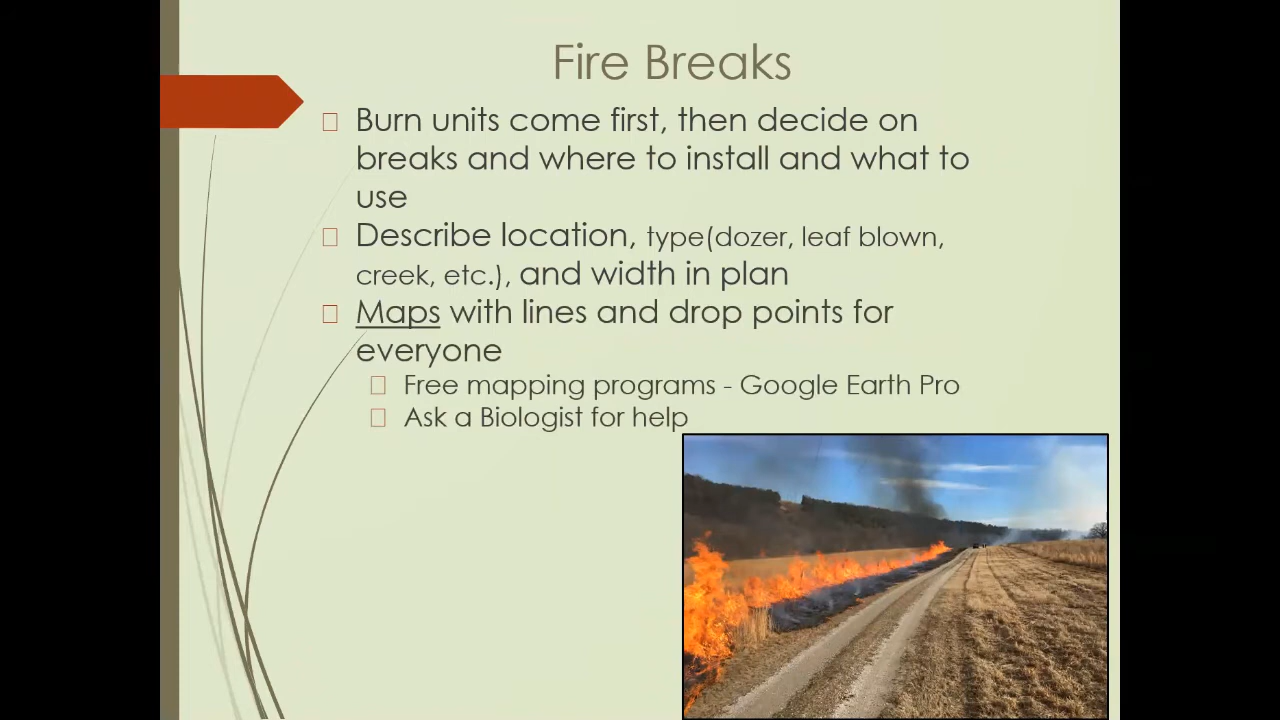 Fire Breaks
Burn units come first, then decide on
breaks and where to install and what to
use
Describe location, type(dozer, leaf blown,
creek, etc.), and width in plan
Maps with lines and drop points for
everyone
Free mapping programs - Google Earth Pro
Ask a Biologist for help